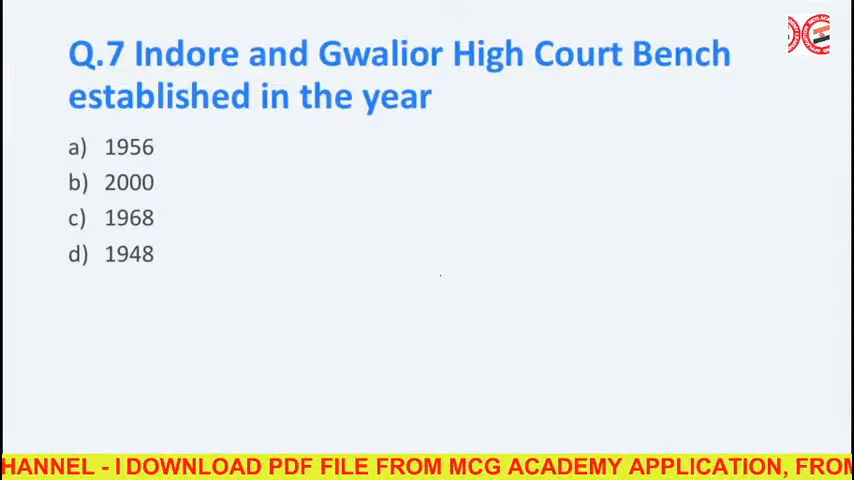 Q.7 Indore and Gwalior High Court Bench
established in the year
a) 1956
b) 2000
c) 1968
d) 1948
HANNEL - I DOWNLOAD PDF FILE FROM MCG ACADEMY APPLICATION, FROM